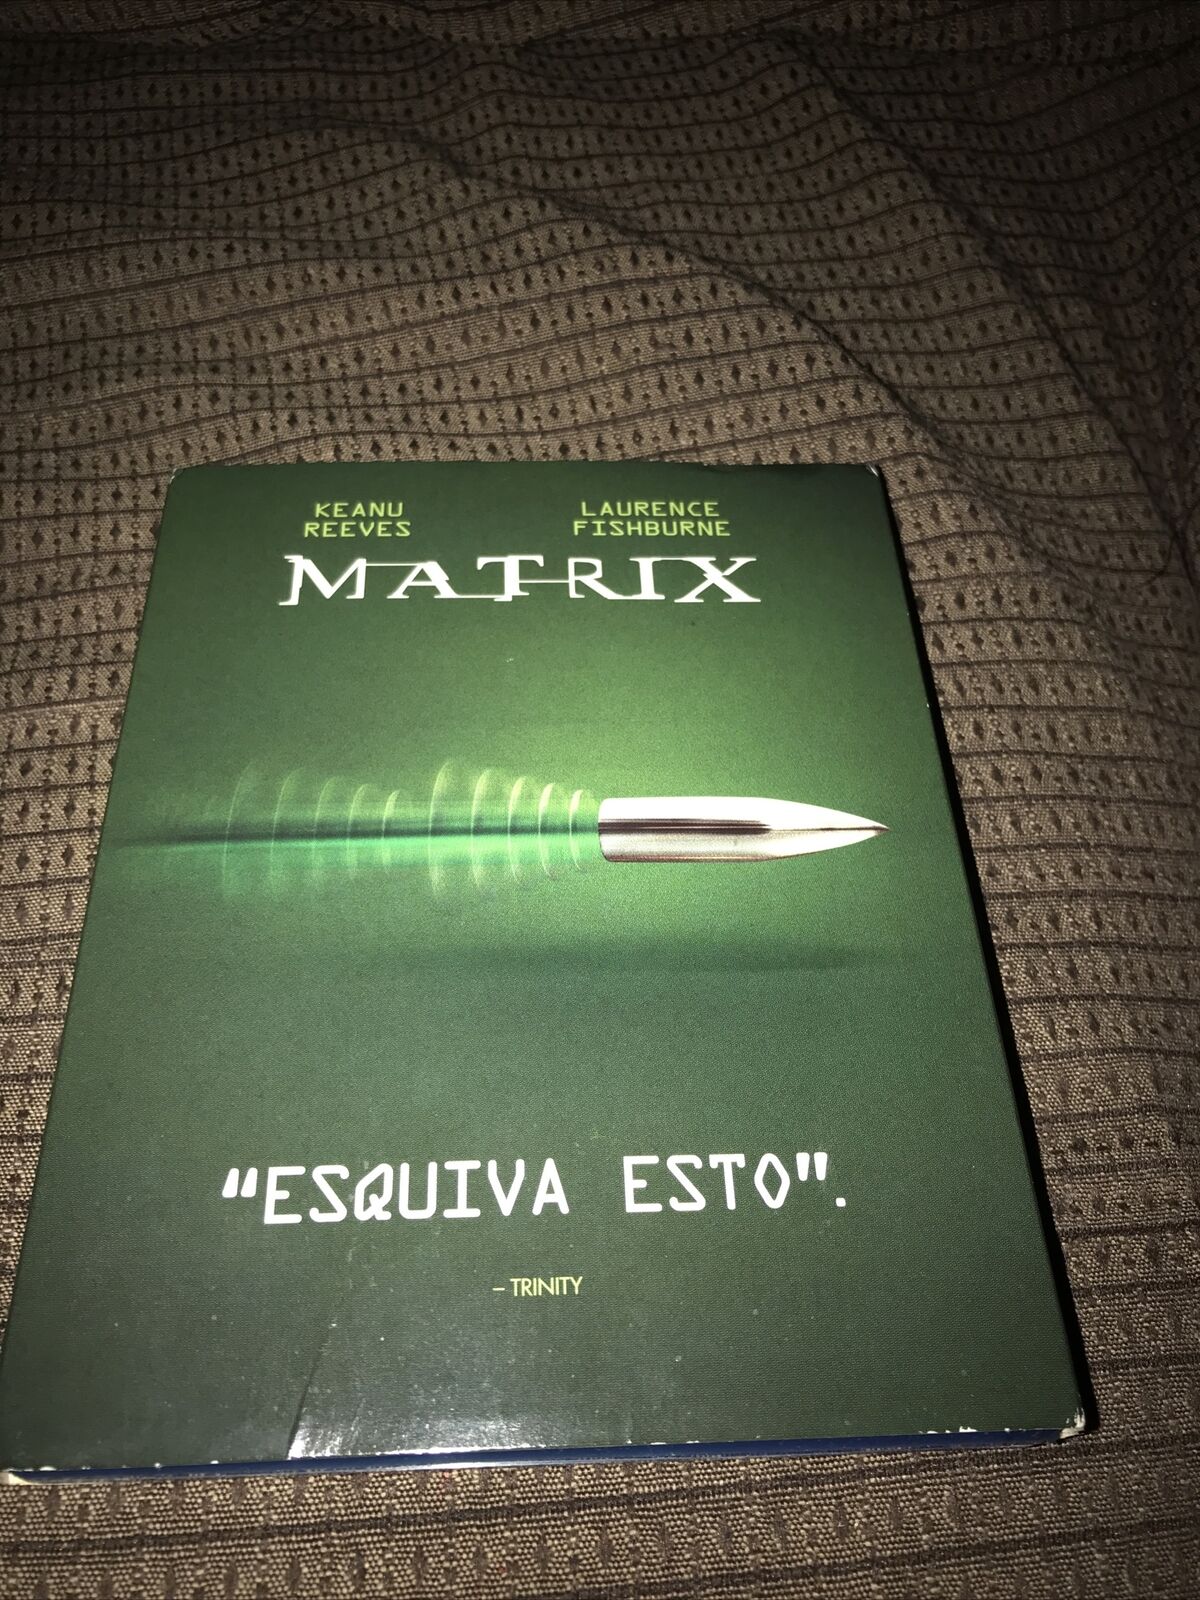 KEANU REEVES
LAURENCE FISHBURNE
MATRIX
"ESQUIVA ESTO".
– TRINITY